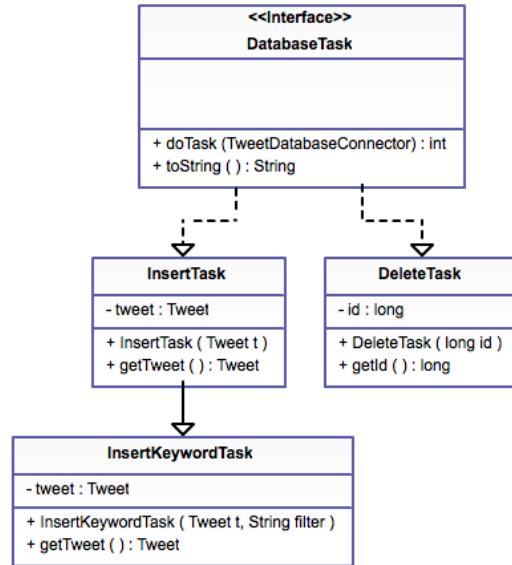 <<Interface>>
DatabaseTask
+ doTask (TweetDatabaseConnector) : int
+ toString ( ) : String
InsertTask
- tweet : Tweet
+ InsertTask ( Tweet t )
+ getTweet ( ) : Tweet
DeleteTask
- id : long
+ DeleteTask ( long id )
+ getId ( ) : long
InsertKeywordTask
- tweet : Tweet
+ InsertKeywordTask ( Tweet t, String filter )
+ getTweet ( ) : Tweet